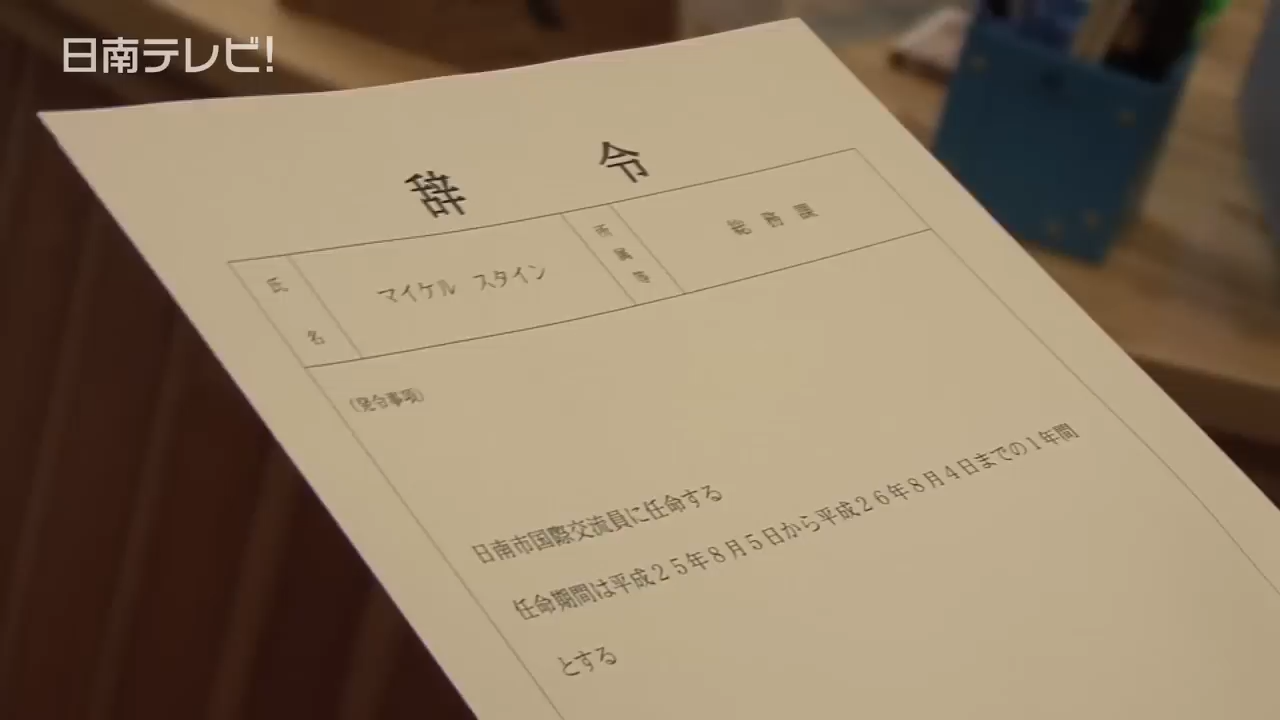 日南テレビ!
辞令
氏名 マイケル スタイン 所属等 総務課
(発令事項)
日南市国際交流員に任命する
任命期間は平成25年8月5日から平成26年8月4日までの1年間
とする